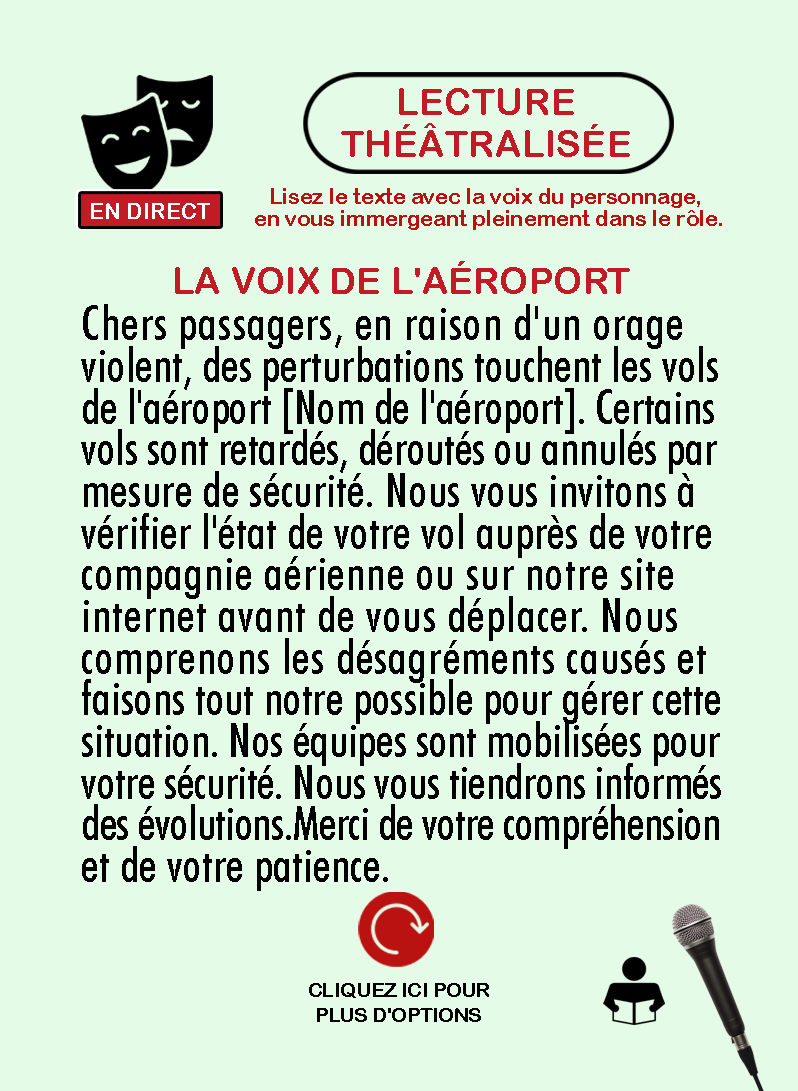 LECTURE
THÉÂTRALISÉE
EN DIRECT
Lisez le texte avec la voix du personnage,
en vous immergeant pleinement dans le rôle.
LA VOIX DE L'AÉROPORT
Chers passagers, en raison d'un orage
violent, des perturbations touchent les vols
de l'aéroport [Nom de l'aéroport]. Certains
vols sont retardés, déroutés ou annulés par
mesure de sécurité. Nous vous invitons à
vérifier l'état de votre vol auprès de votre
compagnie aérienne ou sur notre site
internet avant de vous déplacer. Nous
comprenons les désagréments causés et
faisons tout notre possible pour gérer cette
situation. Nos équipes sont mobilisées pour
votre sécurité. Nous vous tiendrons informés
des évolutions.Merci de votre compréhension
et de votre patience.
CLIQUEZ ICI POUR
PLUS D'OPTIONS